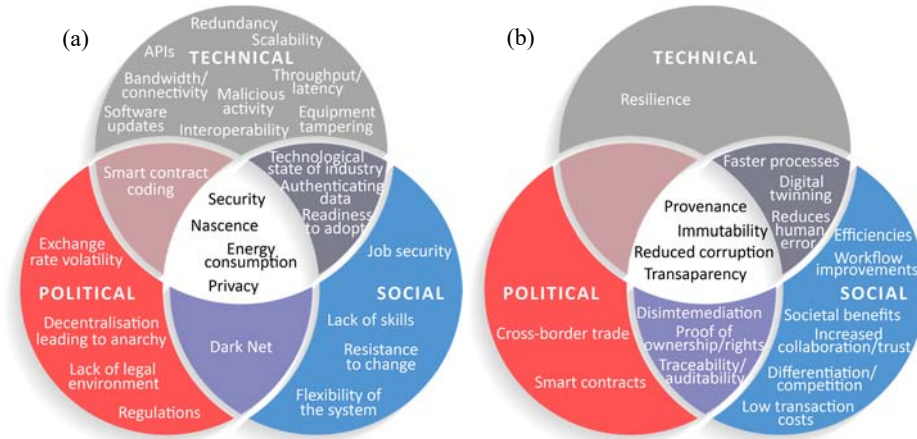 (a)
Redundancy
Scalability
APIs
TECHNICAL
Bandwidth/
connectivity
Throughput/
latency
Malicious
activity
Software
updates
Equipment
tampering
Interoperability
Smart contract
coding
Technological
state of industry
Authenticating
data
Readiness
to adopt
Security
Nascence
Energy
consumption
Privacy
Exchange
rate volatility
POLITICAL
Decentralisation
leading to anarchy
Lack of legal
environment
Regulations
Dark Net
Job security
SOCIAL
Lack of skills
Resistance
to change
Flexibility of
the system
(b)
TECHNICAL
Resilience
Faster processes
Digital
twinning
Reduces
human
error
Provenance
Immutability
Reduced corruption
Transaparency
POLITICAL
Cross-border trade
Smart contracts
Disimtemediation
Proof of
ownership/rights
Traceability/
auditability
Efficiencies
Workflow
improvements
SOCIAL
Societal benefits
Increased
collaboration/trust
Differentiation/
competition
Low transaction
costs